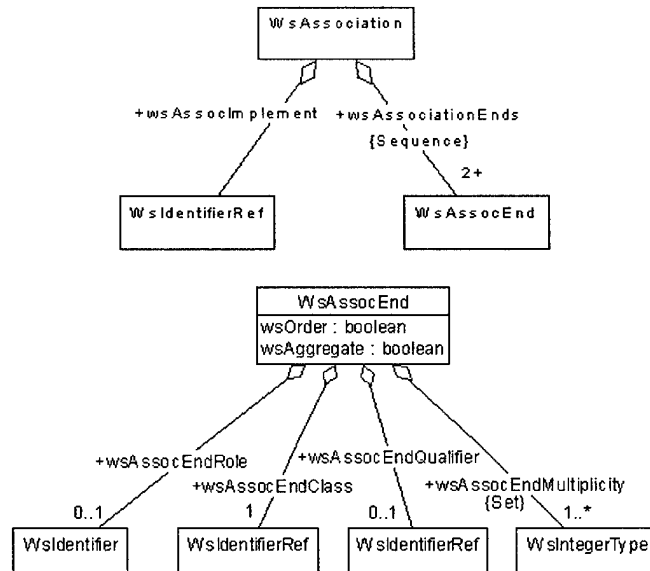 WsAssociation
+wsAssocImplement
+wsAssociationEnds
{Sequence}
2+
WsIdentifierRef
WsAssocEnd
WsAssocEnd
wsOrder : boolean
wsAggregate : boolean
+wsAssocEndRole
+wsAssocEndClass
+wsAssocEndQualifier
+wsAssocEndMultiplicity
{Set}
0..1
1
0..1
1..*
WsIdentifier
WsIdentifierRef
WsIdentifierRef
WsIntegerType